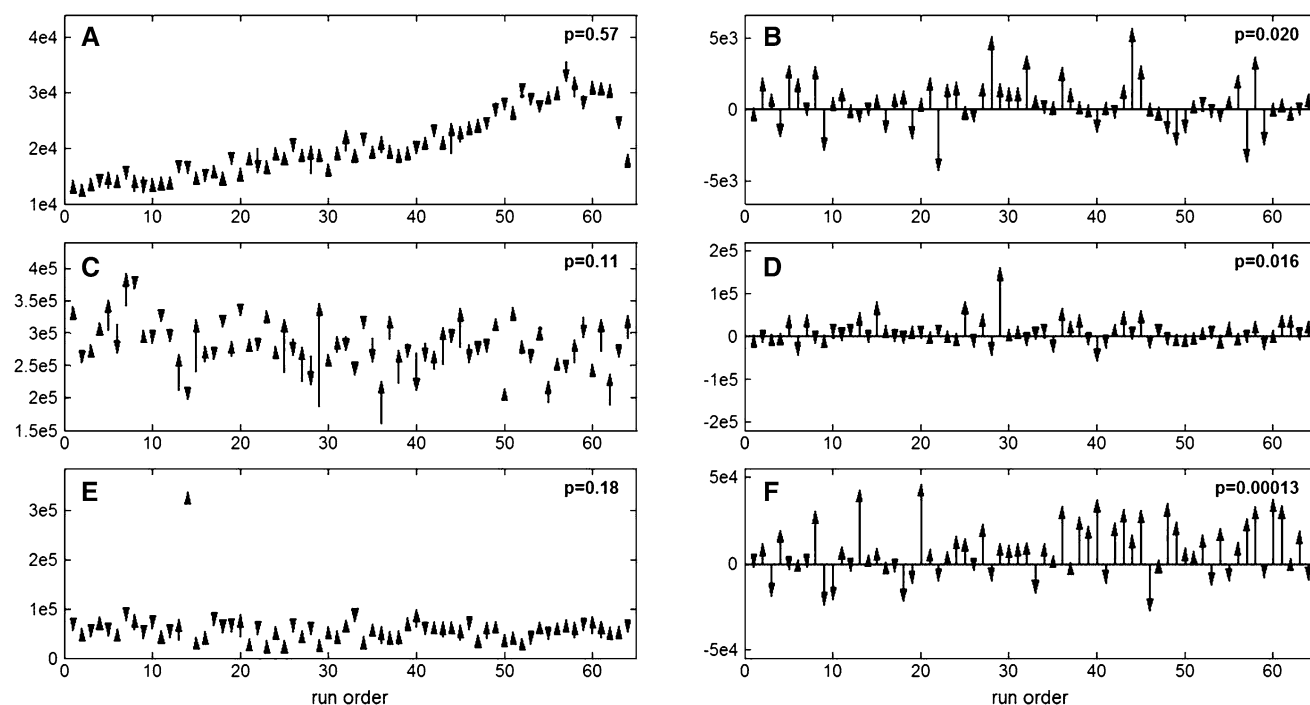 A
p=0.57
4e4
3e4
2e4
1e4
0 10 20 30 40 50 60
B
p=0.020
5e3
0
-5e3
0 10 20 30 40 50 60
C
p=0.11
4e5
3.5e5
3e5
2.5e5
2e5
1.5e5
0 10 20 30 40 50 60
D
p=0.016
2e5
1e5
0
-1e5
-2e5
0 10 20 30 40 50 60
E
p=0.18
3e5
2e5
1e5
0
0 10 20 30 40 50 60
run order
F
p=0.00013
5e4
0
-5e4
0 10 20 30 40 50 60
run order